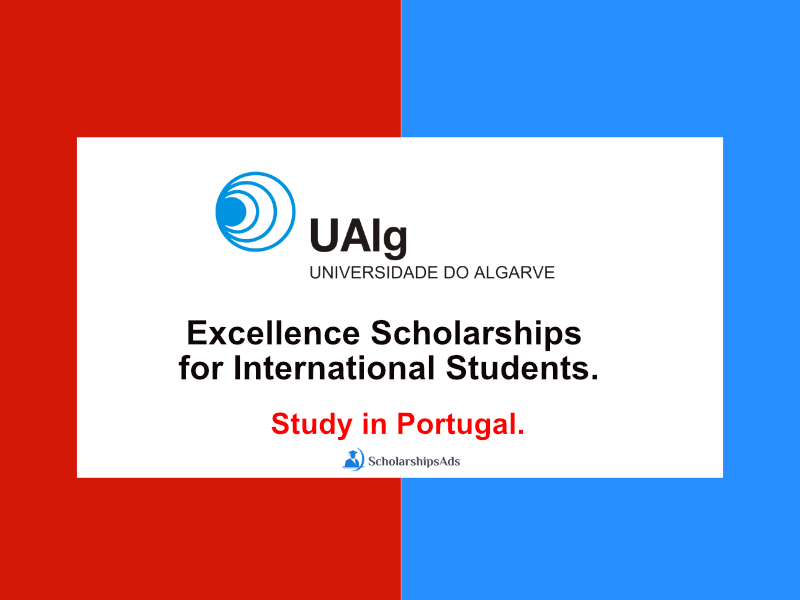 UAlg
UNIVERSIDADE DO ALGARVE
Excellence Scholarships
for International Students.
Study in Portugal.
ScholarshipsAds